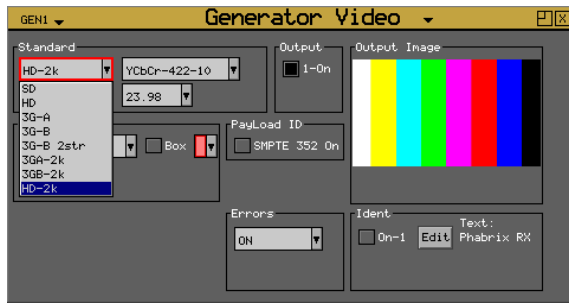 GEN1 Generator Video
Standard Output Output Image
HD-2k YCbCr-422-10 1-On
23.98
SD
HD
3G-A
3G-B
3G-B 2str
3GA-2k
3GB-2k
HD-2k
Box
PayLoad ID
SMPTE 352 On
Errors
ON
Ident
On-1 Edit Text:
Phabrix RX